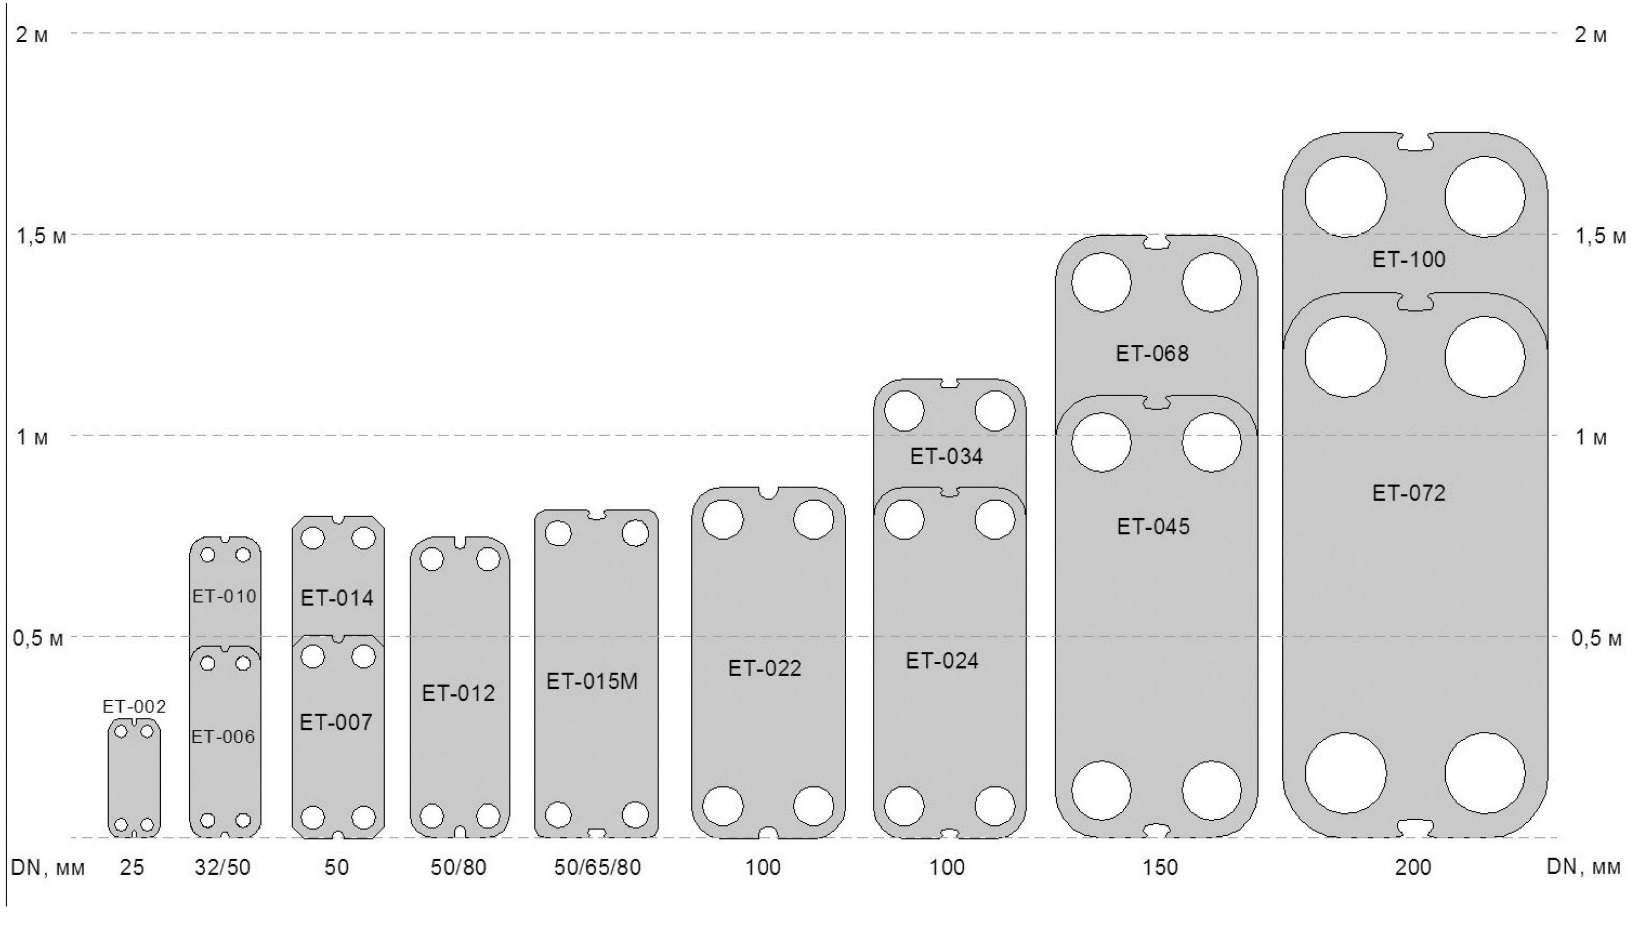 2 м 2 м
1,5 м 1,5 м
ET-100
ET-068
1 м 1 м
ET-034
ET-072
ET-045
ET-010 ET-014
0,5 м 0,5 м
ET-024
ET-022
ET-015M
ET-012
ET-002
ET-007
ET-006
DN, мм 25 32/50 50 50/80 50/65/80 100 100 150 200 DN, мм